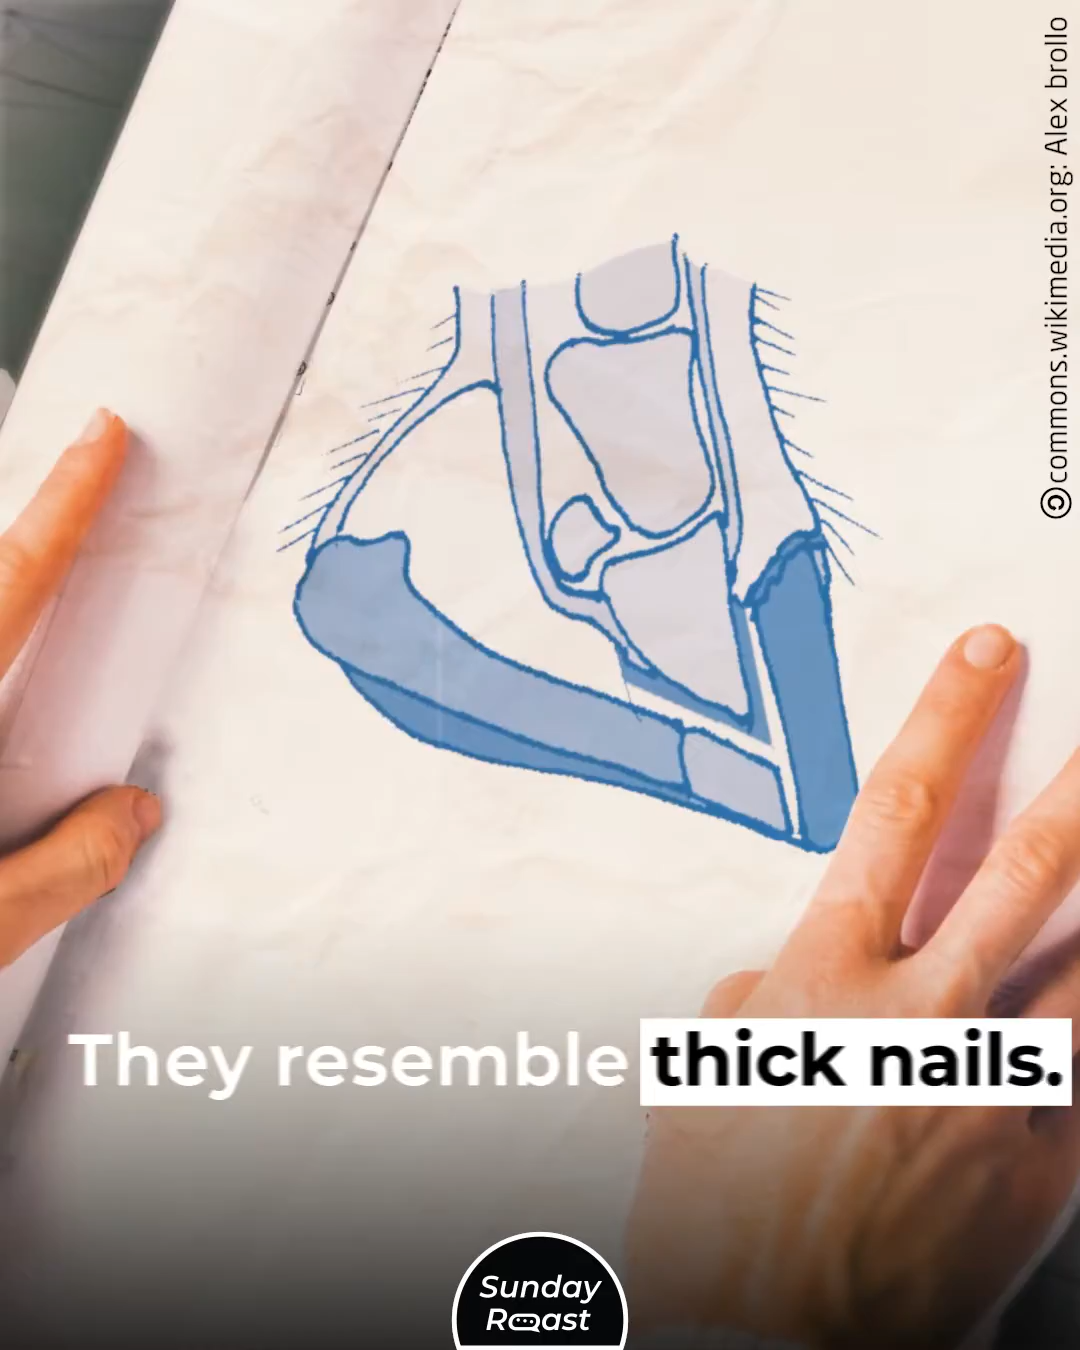 ©commons.wikimedia.org: Alex brollo
They resemble thick nails.
Sunday
Roast